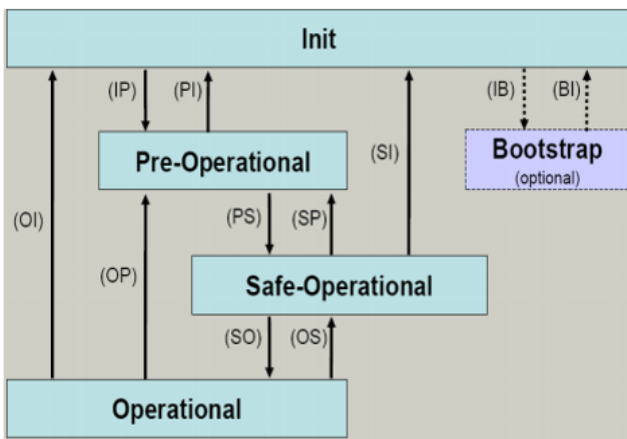 Init
(IP)
(PI)
(IB)
(BI)
Pre-Operational
(SI)
Bootstrap
(optional)
(OI)
(PS)
(SP)
(OP)
Safe-Operational
(SO)
(OS)
Operational